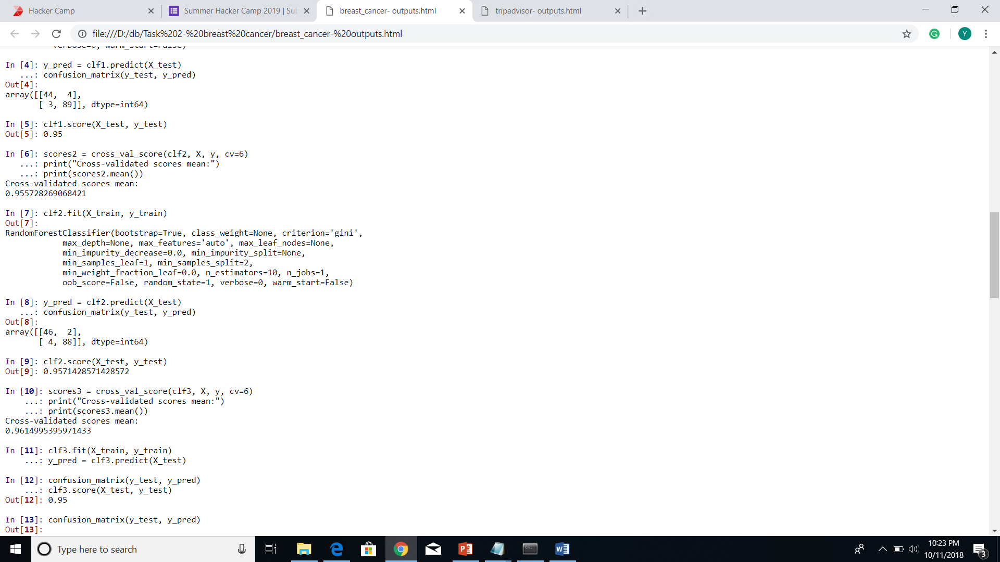 Hacker Camp
Summer Hacker Camp 2019 | Su
breast_cancer- outputs.html
tripadvisor- outputs.html
file:///D:/db/Task%202-%20breast%20cancer/breast_cancer-%20outputs.html
Y
verbose=0, warm_start=False)
In [4]: y_pred = clf1.predict(X_test)
...: confusion_matrix(y_test, y_pred)
Out[4]:
array([[44,  4],
[ 3, 89]], dtype=int64)
In [5]: clf1.score(X_test, y_test)
Out[5]: 0.95
In [6]: scores2 = cross_val_score(clf2, X, y, cv=6)
...: print("Cross-validated scores mean:")
...: print(scores2.mean())
Cross-validated scores mean:
0.955728269068421
In [7]: clf2.fit(X_train, y_train)
Out[7]:
RandomForestClassifier(bootstrap=True, class_weight=None, criterion='gini',
max_depth=None, max_features='auto', max_leaf_nodes=None,
min_impurity_decrease=0.0, min_impurity_split=None,
min_samples_leaf=1, min_samples_split=2,
min_weight_fraction_leaf=0.0, n_estimators=10, n_jobs=1,
oob_score=False, random_state=1, verbose=0, warm_start=False)
In [8]: y_pred = clf2.predict(X_test)
...: confusion_matrix(y_test, y_pred)
Out[8]:
array([[46,  2],
[ 4, 88]], dtype=int64)
In [9]: clf2.score(X_test, y_test)
Out[9]: 0.9571428571428572
In [10]: scores3 = cross_val_score(clf3, X, y, cv=6)
...: print("Cross-validated scores mean:")
...: print(scores3.mean())
Cross-validated scores mean:
0.9614995395971433
In [11]: clf3.fit(X_train, y_train)
...: y_pred = clf3.predict(X_test)
In [12]: confusion_matrix(y_test, y_pred)
...: clf3.score(X_test, y_test)
Out[12]: 0.95
In [13]: confusion_matrix(y_test, y_pred)
Out[13]:
Type here to search
10:23 PM
10/11/2018
3